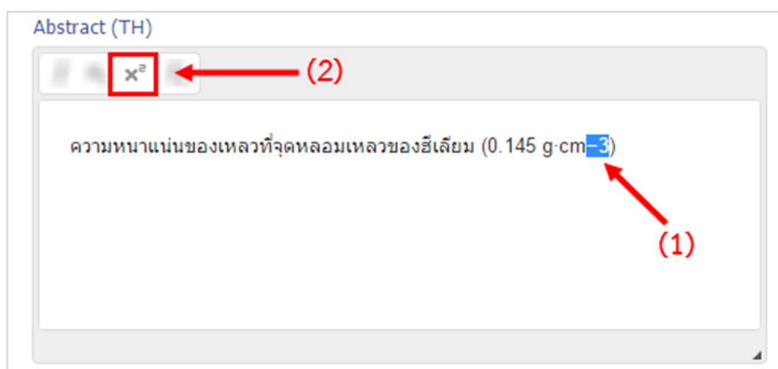 Abstract (TH)
x² (2)
ความหนาแน่นของเหลวที่จุดหลอมเหลวของฮีเลียม (0.145 g·cm−3)
(1)